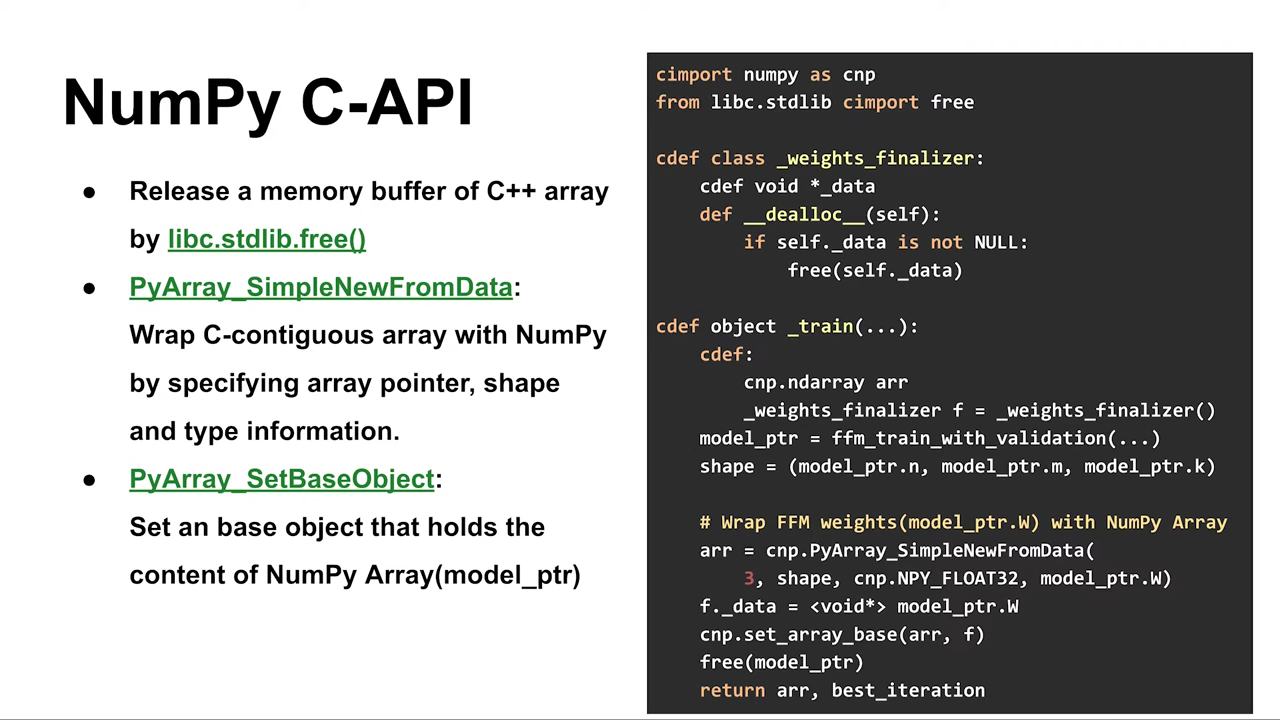 NumPy C-API
● Release a memory buffer of C++ array
by libc.stdlib.free()
● PyArray_SimpleNewFromData:
Wrap C-contiguous array with NumPy
by specifying array pointer, shape
and type information.
● PyArray_SetBaseObject:
Set an base object that holds the
content of NumPy Array(model_ptr)
cimport numpy as cnp
from libc.stdlib cimport free

cdef class _weights_finalizer:
    cdef void *_data
    def __dealloc__(self):
        if self._data is not NULL:
            free(self._data)

cdef object _train(...):
    cdef:
        cnp.ndarray arr
        _weights_finalizer f = _weights_finalizer()
    model_ptr = ffm_train_with_validation(...)
    shape = (model_ptr.n, model_ptr.m, model_ptr.k)

    # Wrap FFM weights(model_ptr.W) with NumPy Array
    arr = cnp.PyArray_SimpleNewFromData(
        3, shape, cnp.NPY_FLOAT32, model_ptr.W)
    f._data = <void*> model_ptr.W
    cnp.set_array_base(arr, f)
    free(model_ptr)
    return arr, best_iteration